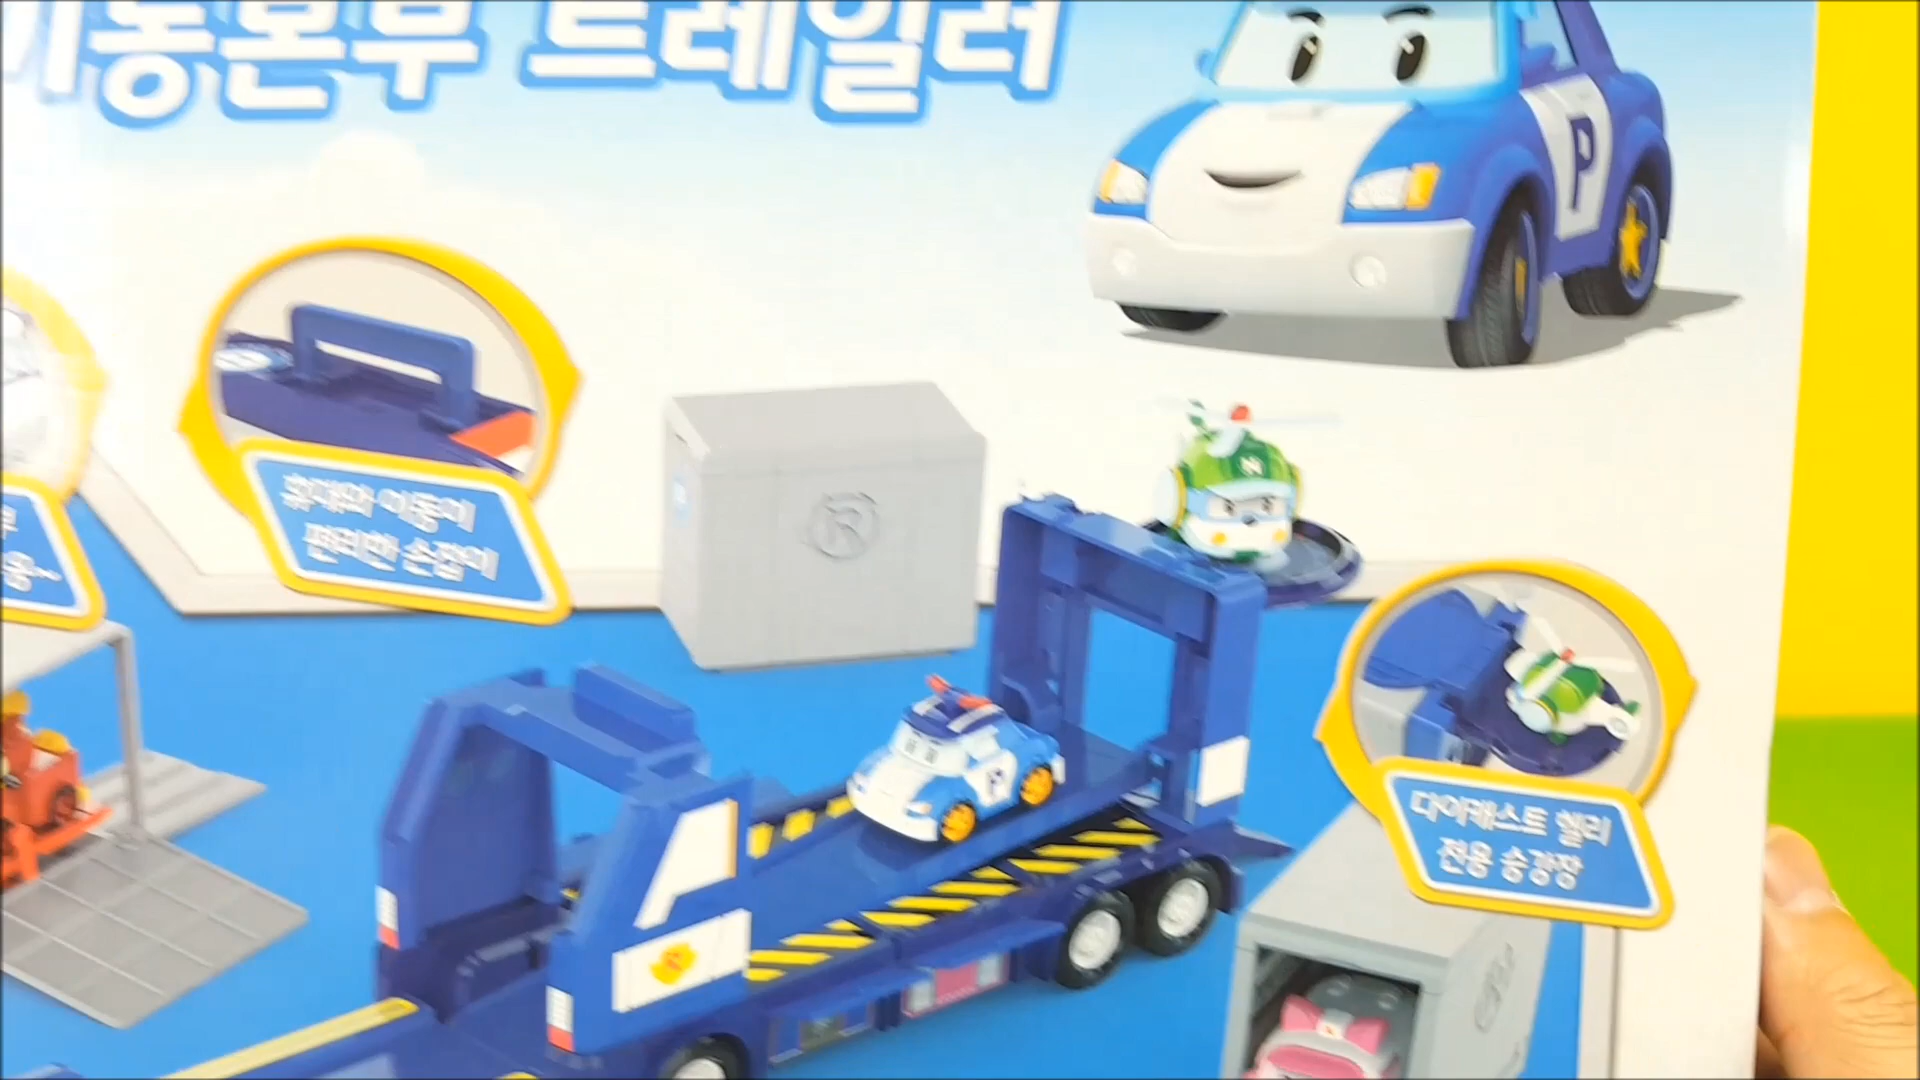 이동본부 트레일러
P
휴대와 이동이
편리한 손잡이
R
N
P
다이캐스트 헬리
전용 승강장